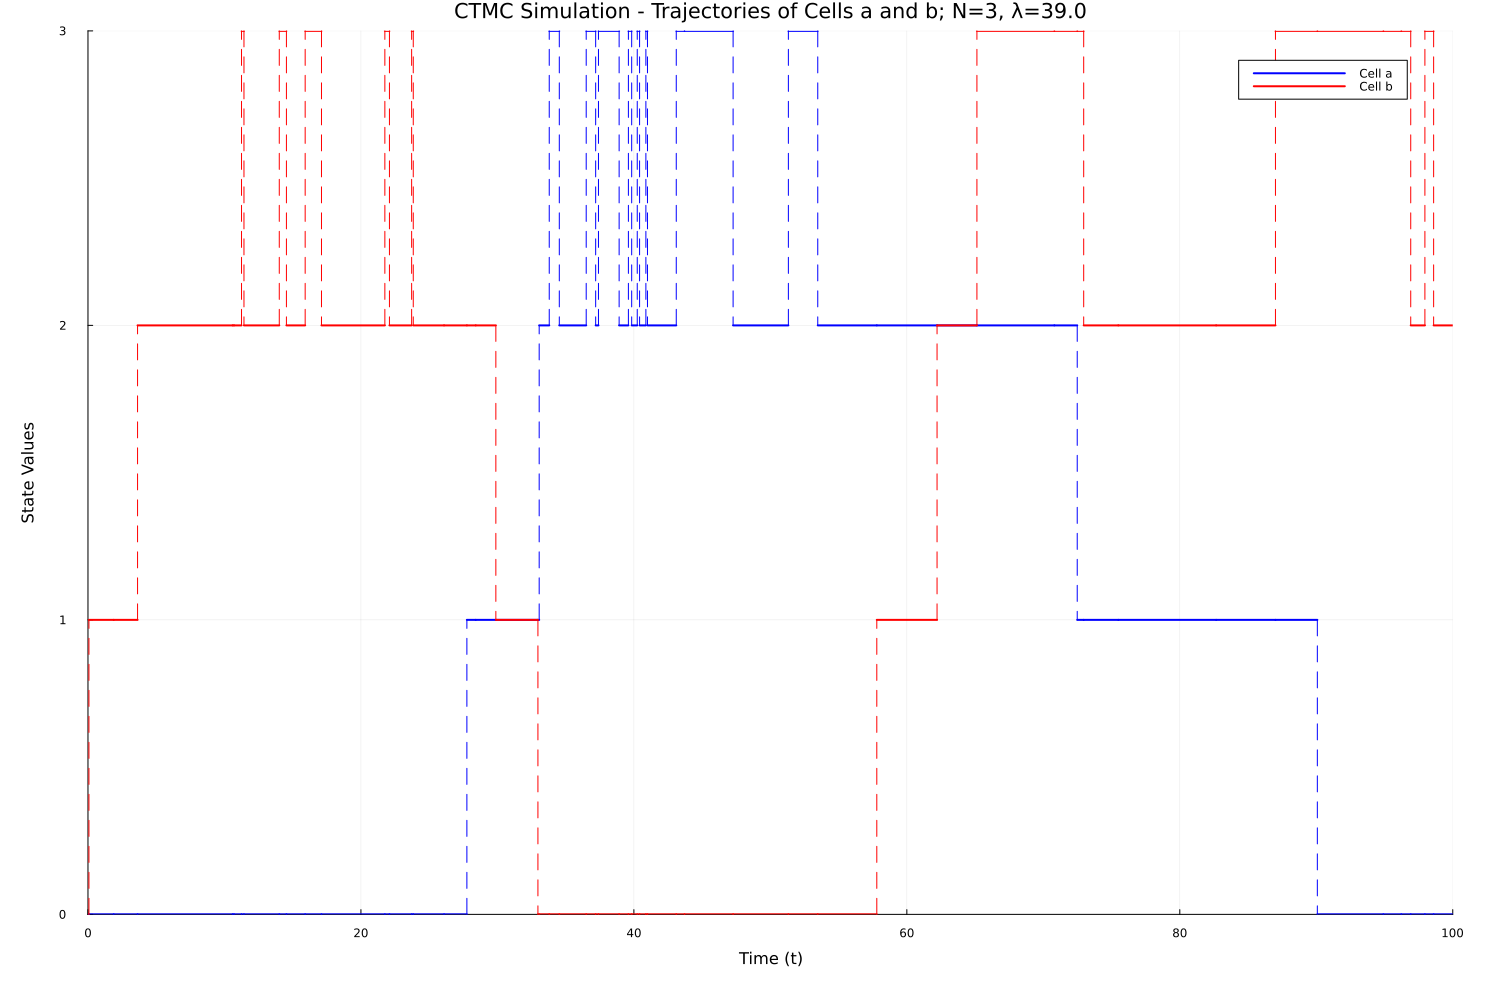 CTMC Simulation - Trajectories of Cells a and b; N=3, λ=39.0
3
Cell a
Cell b
2
State Values
1
0
0 20 40 60 80 100
Time (t)